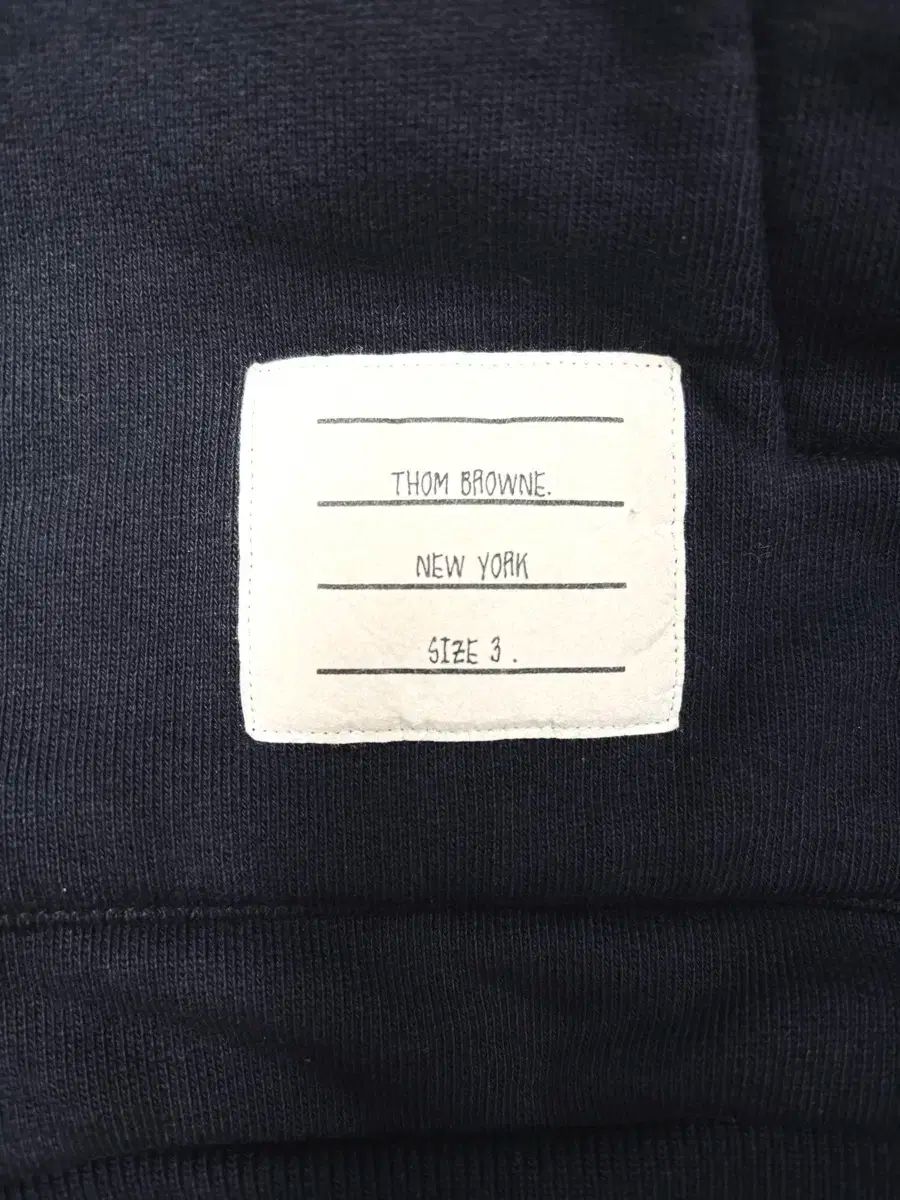 THOM BROWNE.
NEW YORK
SIZE 3 .